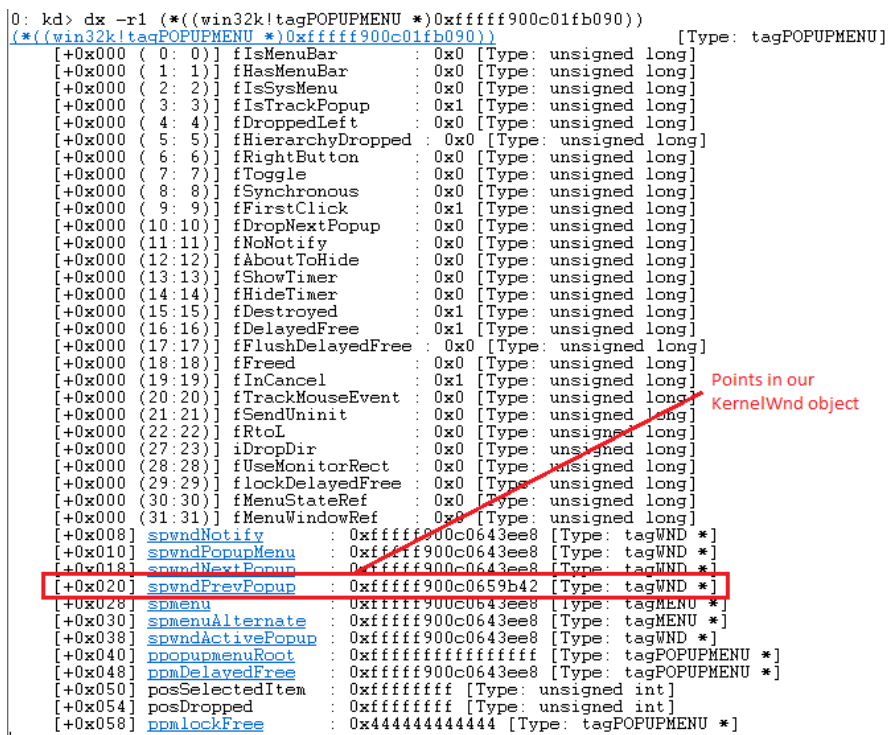 0: kd> dx -r1 (*((win32k!tagPOPUPMENU *)0xfffff900c01fb090))
(*((win32k!tagPOPUPMENU *)0xfffff900c01fb090)) [Type: tagPOPUPMENU]
[+0x000 ( 0: 0)] fIsMenuBar : 0x0 [Type: unsigned long]
[+0x000 ( 1: 1)] fHasMenuBar : 0x0 [Type: unsigned long]
[+0x000 ( 2: 2)] fIsSysMenu : 0x0 [Type: unsigned long]
[+0x000 ( 3: 3)] fIsTrackPopup : 0x1 [Type: unsigned long]
[+0x000 ( 4: 4)] fDroppedLeft : 0x0 [Type: unsigned long]
[+0x000 ( 5: 5)] fHierarchyDropped : 0x0 [Type: unsigned long]
[+0x000 ( 6: 6)] fRightButton : 0x0 [Type: unsigned long]
[+0x000 ( 7: 7)] fToggle : 0x0 [Type: unsigned long]
[+0x000 ( 8: 8)] fSynchronous : 0x0 [Type: unsigned long]
[+0x000 ( 9: 9)] fFirstClick : 0x1 [Type: unsigned long]
[+0x000 (10:10)] fDropNextPopup : 0x0 [Type: unsigned long]
[+0x000 (11:11)] fNoNotify : 0x0 [Type: unsigned long]
[+0x000 (12:12)] fAboutToHide : 0x0 [Type: unsigned long]
[+0x000 (13:13)] fShowTimer : 0x0 [Type: unsigned long]
[+0x000 (14:14)] fHideTimer : 0x0 [Type: unsigned long]
[+0x000 (15:15)] fDestroyed : 0x1 [Type: unsigned long]
[+0x000 (16:16)] fDelayedFree : 0x1 [Type: unsigned long]
[+0x000 (17:17)] fFlushDelayedFree : 0x0 [Type: unsigned long]
[+0x000 (18:18)] fFreed : 0x0 [Type: unsigned long]
[+0x000 (19:19)] fInCancel : 0x1 [Type: unsigned long]
Points in our
[+0x000 (20:20)] fTrackMouseEvent : 0x0 [Type: unsigned long]
KernelWnd object
[+0x000 (21:21)] fSendUninit : 0x0 [Type: unsigned long]
[+0x000 (22:22)] fRtoL : 0x0 [Type: unsigned long]
[+0x000 (27:23)] iDropDir : 0x0 [Type: unsigned long]
[+0x000 (28:28)] fUseMonitorRect : 0x0 [Type: unsigned long]
[+0x000 (29:29)] flockDelayedFree : 0x0 [Type: unsigned long]
[+0x000 (30:30)] fMenuStateRef : 0x0 [Type: unsigned long]
[+0x000 (31:31)] fMenuWindowRef : 0x0 [Type: unsigned long]
[+0x008] spwndNotify : 0xfffff900c0643ee8 [Type: tagWND *]
[+0x010] spwndPopupMenu : 0xfffff900c0643ee8 [Type: tagWND *]
[+0x018] spwndNextPopup : 0xfffff900c0643ee8 [Type: tagWND *]
[+0x020] spwndPrevPopup : 0xfffff900c0659b42 [Type: tagWND *]
[+0x028] spmenu : 0xfffff900c0643ee8 [Type: tagMENU *]
[+0x030] spmenuAlternate : 0xfffff900c0643ee8 [Type: tagMENU *]
[+0x038] spwndActivePopup : 0xfffff900c0643ee8 [Type: tagWND *]
[+0x040] ppopupmenuRoot : 0xffffffffffffffff [Type: tagPOPUPMENU *]
[+0x048] ppmDelayedFree : 0xfffff900c0643ee8 [Type: tagPOPUPMENU *]
[+0x050] posSelectedItem : 0xffffffff [Type: unsigned int]
[+0x054] posDropped : 0xffffffff [Type: unsigned int]
[+0x058] ppmlockFree : 0x444444444444 [Type: tagPOPUPMENU *]